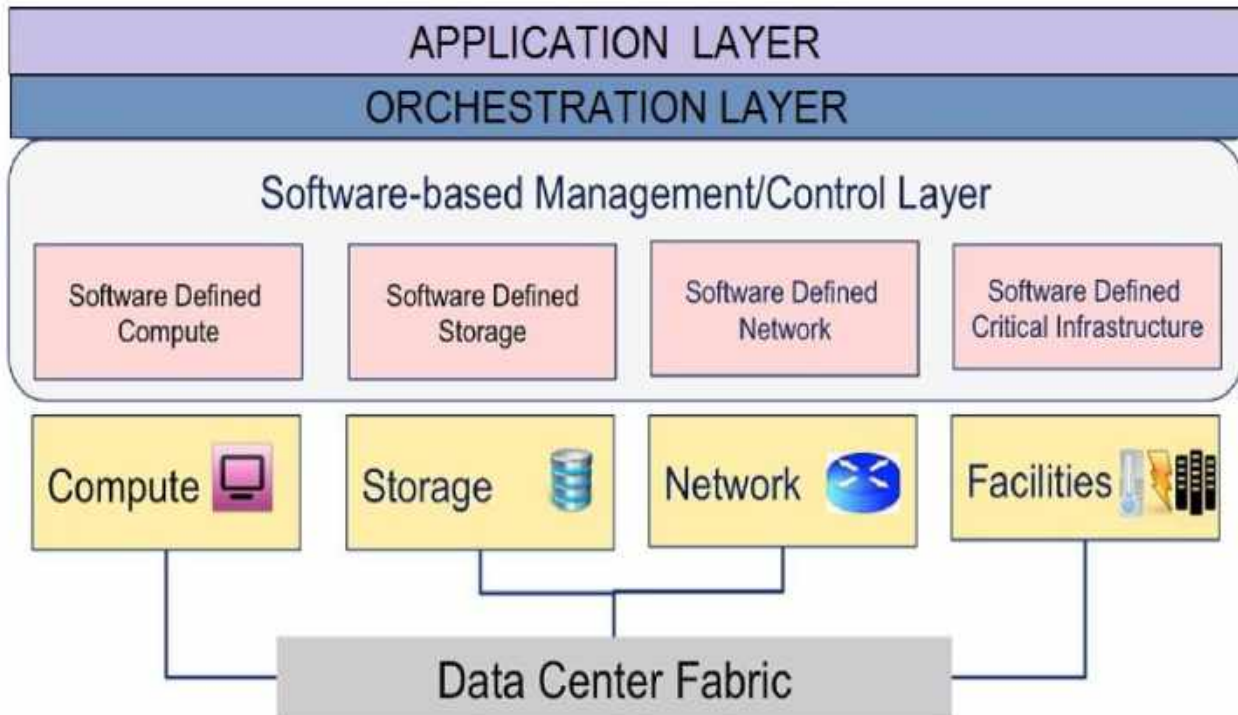 APPLICATION LAYER
ORCHESTRATION LAYER
Software-based Management/Control Layer
Software Defined
Compute
Software Defined
Storage
Software Defined
Network
Software Defined
Critical Infrastructure
Compute
Storage
Network
Facilities
Data Center Fabric